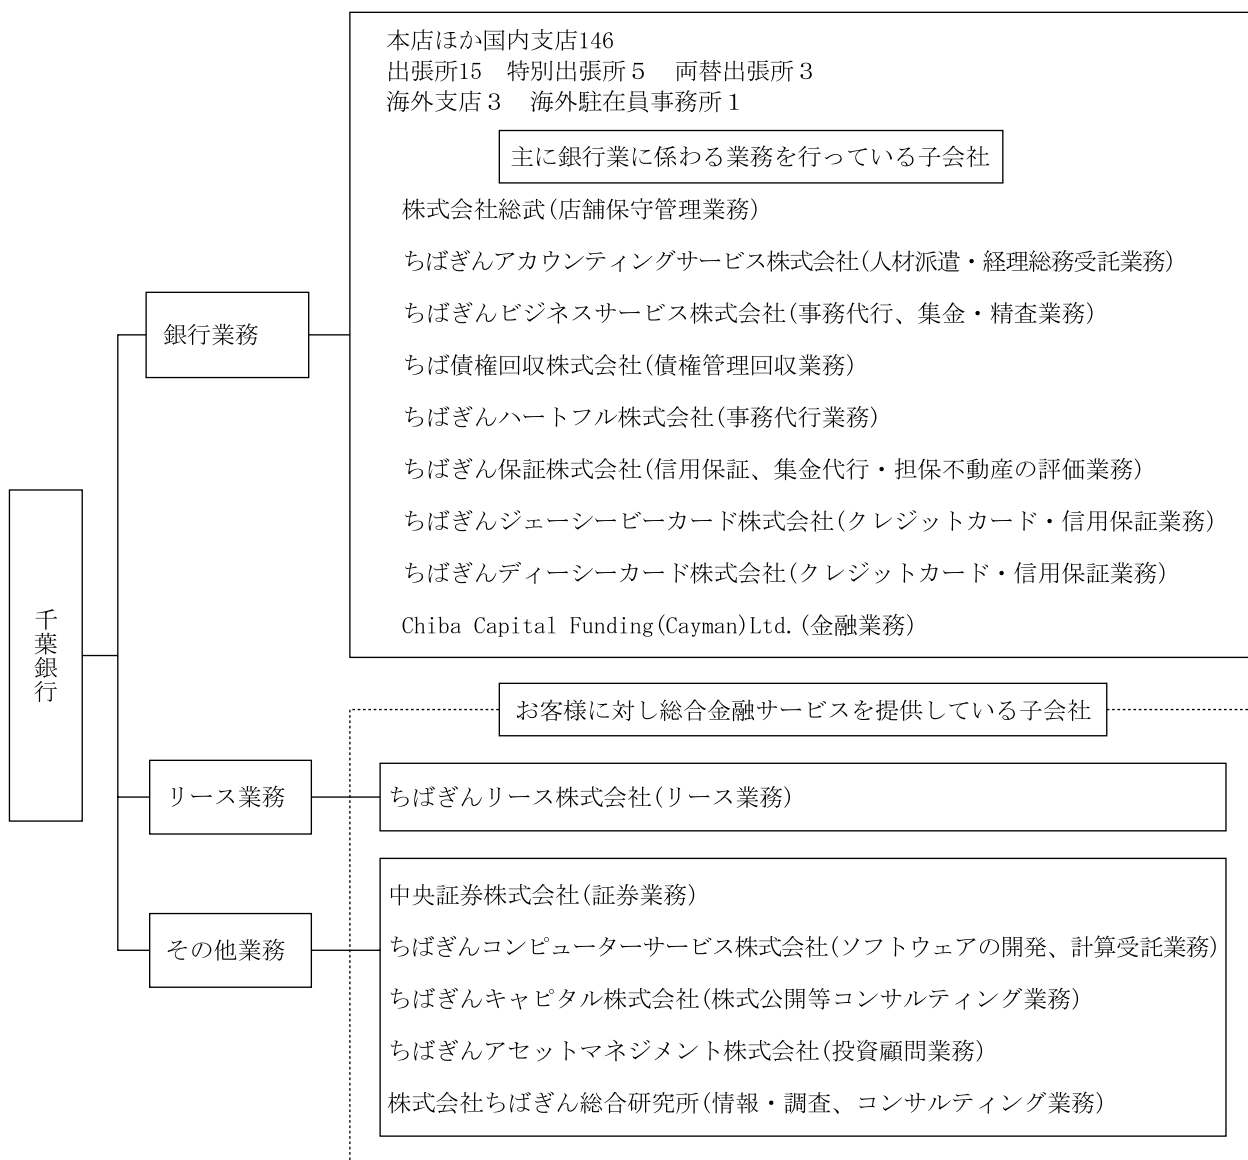 本店ほか国内支店146
出張所15　特別出張所５　両替出張所３
海外支店３　海外駐在員事務所１
主に銀行業に係わる業務を行っている子会社
株式会社総武(店舗保守管理業務)
ちばぎんアカウンティングサービス株式会社(人材派遣・経理総務受託業務)
ちばぎんビジネスサービス株式会社(事務代行、集金・精査業務)
ちば債権回収株式会社(債権管理回収業務)
ちばぎんハートフル株式会社(事務代行業務)
ちばぎん保証株式会社(信用保証、集金代行・担保不動産の評価業務)
ちばぎんジェーシービーカード株式会社(クレジットカード・信用保証業務)
ちばぎんディーシーカード株式会社(クレジットカード・信用保証業務)
Chiba Capital Funding(Cayman)Ltd.(金融業務)
銀行業務
千葉銀行
お客様に対し総合金融サービスを提供している子会社
リース業務
ちばぎんリース株式会社(リース業務)
その他業務
中央証券株式会社(証券業務)
ちばぎんコンピューターサービス株式会社(ソフトウェアの開発、計算受託業務)
ちばぎんキャピタル株式会社(株式公開等コンサルティング業務)
ちばぎんアセットマネジメント株式会社(投資顧問業務)
株式会社ちばぎん総合研究所(情報・調査、コンサルティング業務)